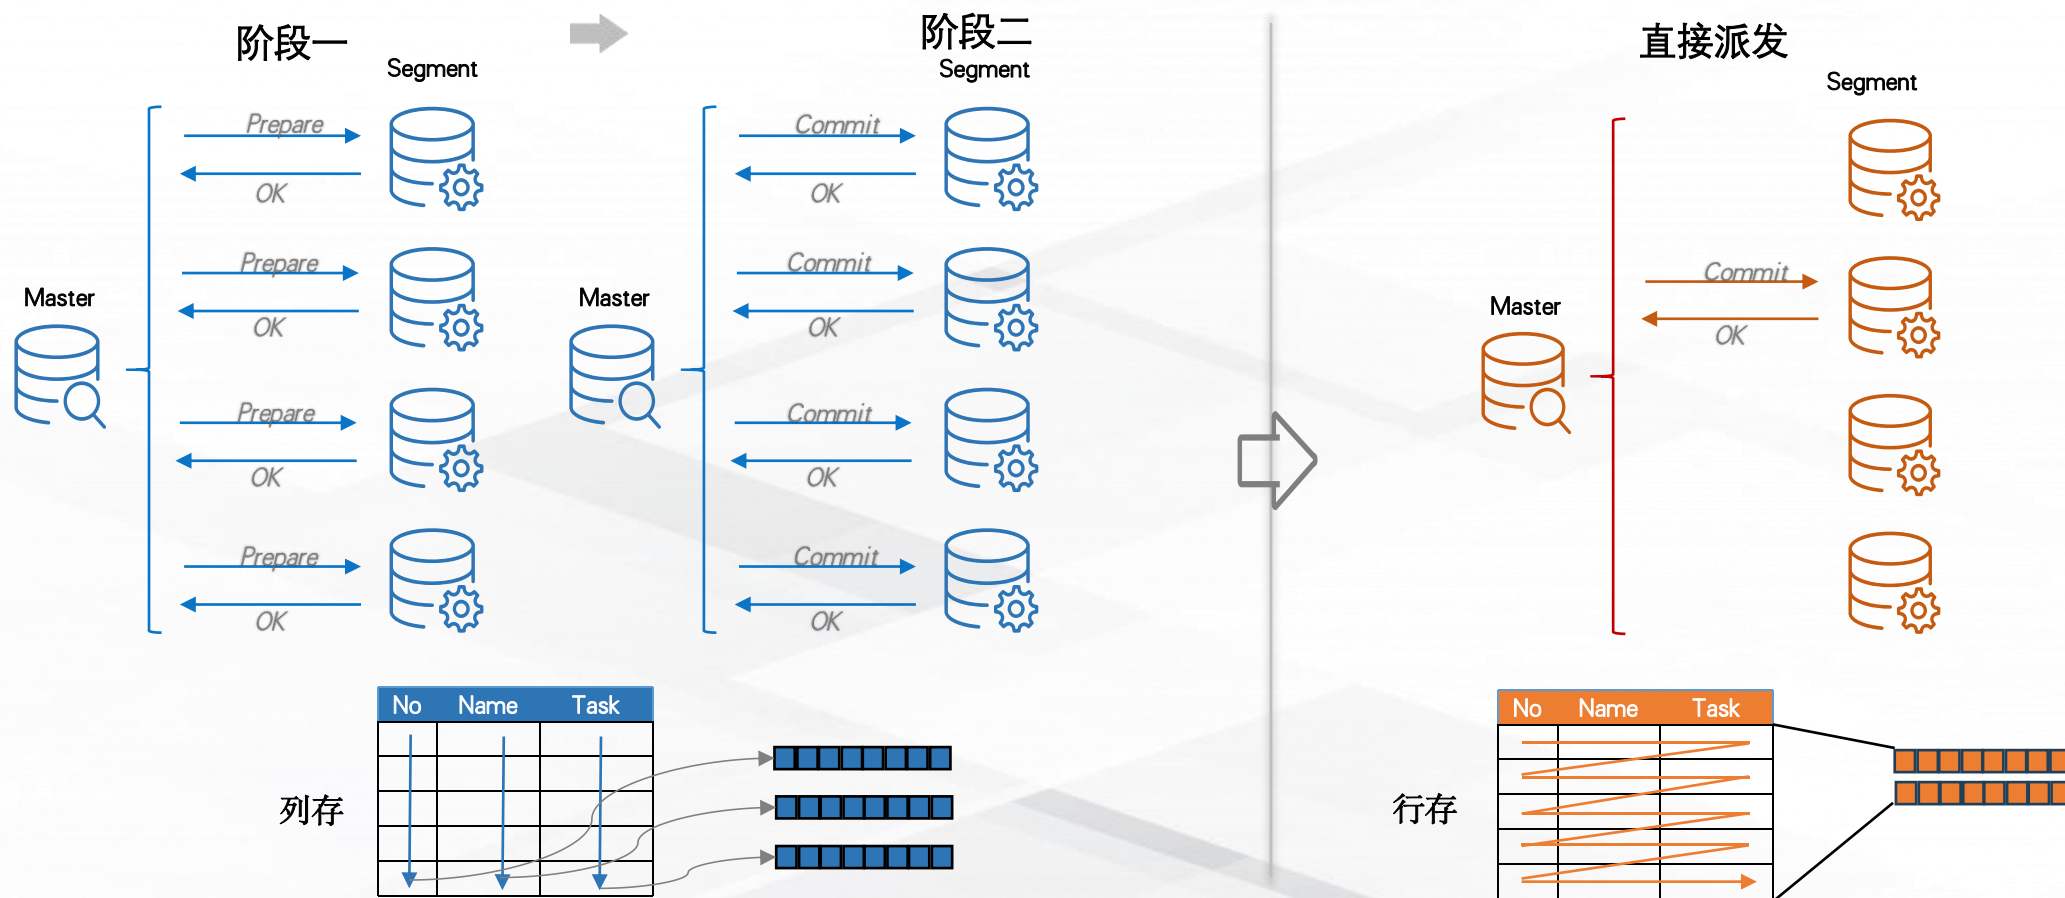 阶段一
阶段二
直接派发
Segment
Segment
Segment
Prepare
OK
Prepare
OK
Prepare
OK
Prepare
OK
Master
Commit
OK
Commit
OK
Commit
OK
Commit
OK
Master
Commit
OK
Master
No Name Task
列存
No Name Task
行存